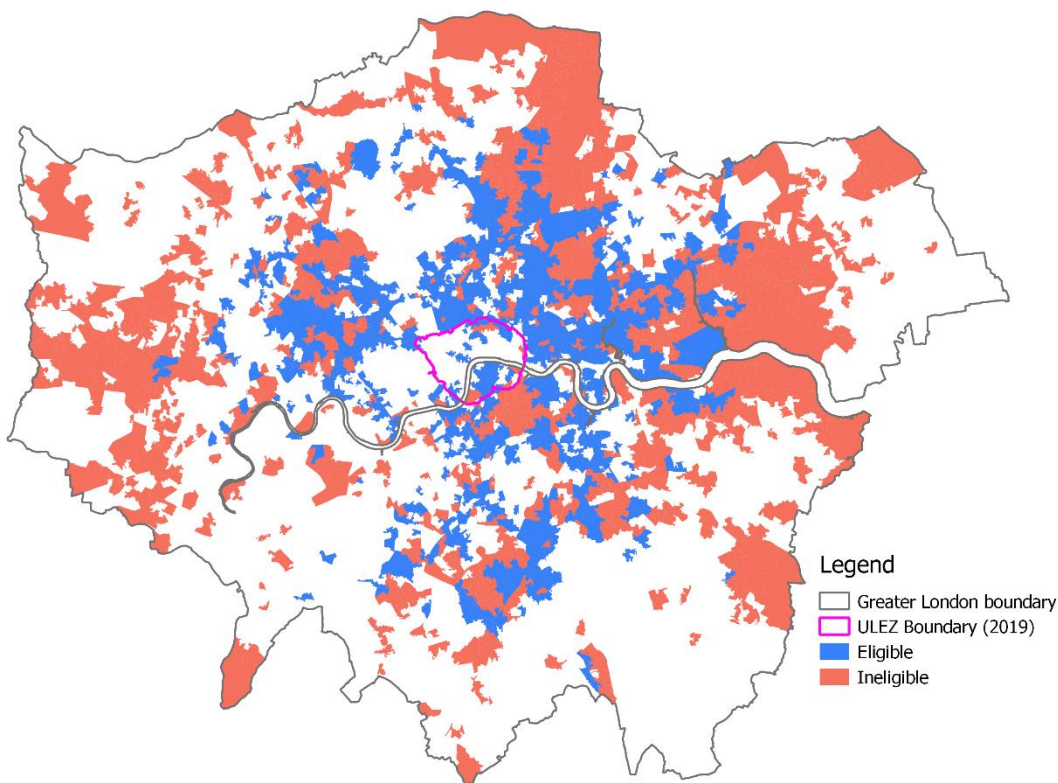 Legend
Greater London boundary
ULEZ Boundary (2019)
Eligible
Ineligible